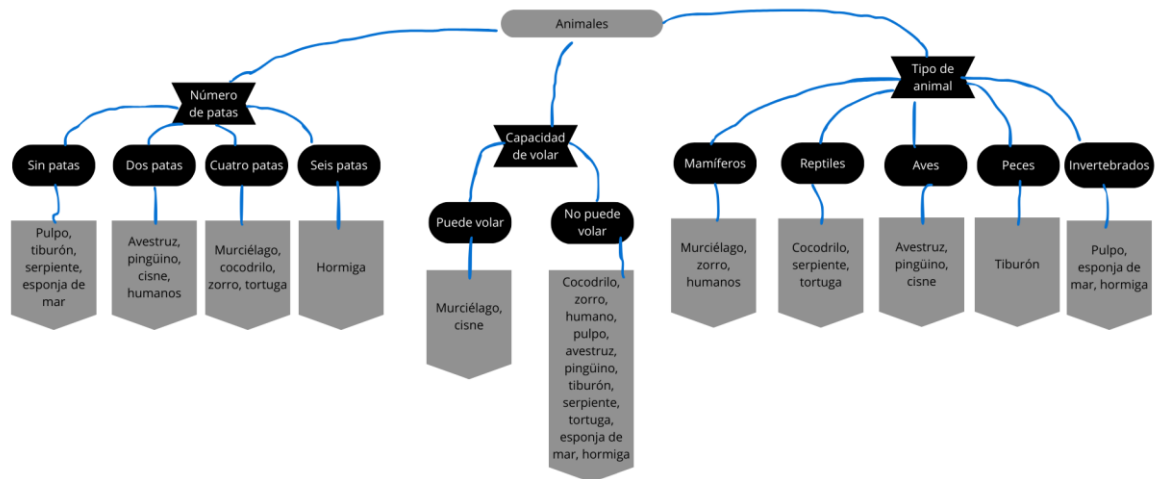 Animales
Número
de patas
Sin patas
Dos patas
Cuatro patas
Seis patas
Pulpo,
tiburón,
serpiente,
esponja de
mar
Avestruz,
pingüino,
cisne,
humanos
Murciélago,
cocodrilo,
zorro, tortuga
Hormiga
Capacidad
de volar
Puede volar
No puede
volar
Murciélago,
cisne
Cocodrilo,
zorro,
humano,
pulpo,
avestruz,
pingüino,
tiburón,
serpiente,
tortuga,
esponja de
mar, hormiga
Tipo de
animal
Mamíferos
Reptiles
Aves
Peces
Invertebrados
Murciélago,
zorro,
humanos
Cocodrilo,
serpiente,
tortuga
Avestruz,
pingüino,
cisne
Tiburón
Pulpo,
esponja de
mar, hormiga